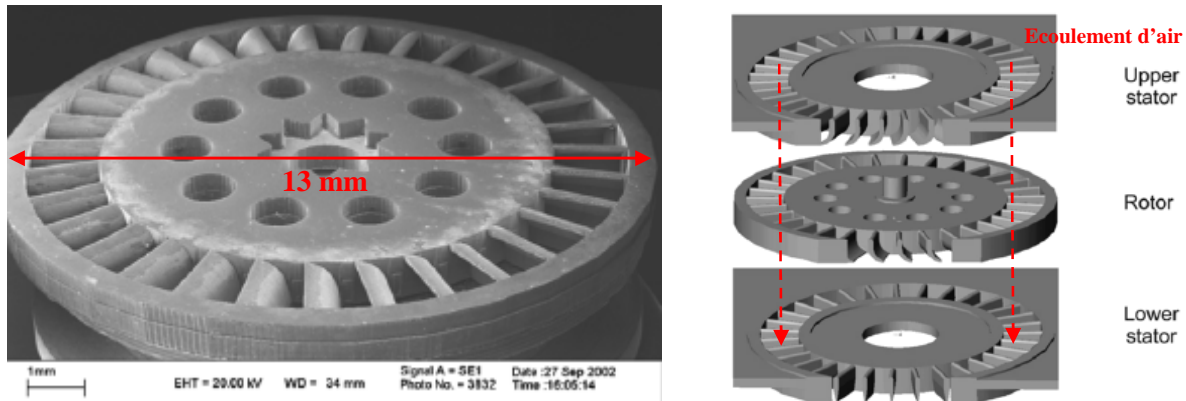 13 mm
1mm
EHT = 20.00 kV
WD = 34 mm
Signal A = SE1
Photo No. = 3832
Date :27 Sep 2002
Time :16:05:14
Ecoulement d’air
Upper
stator
Rotor
Lower
stator